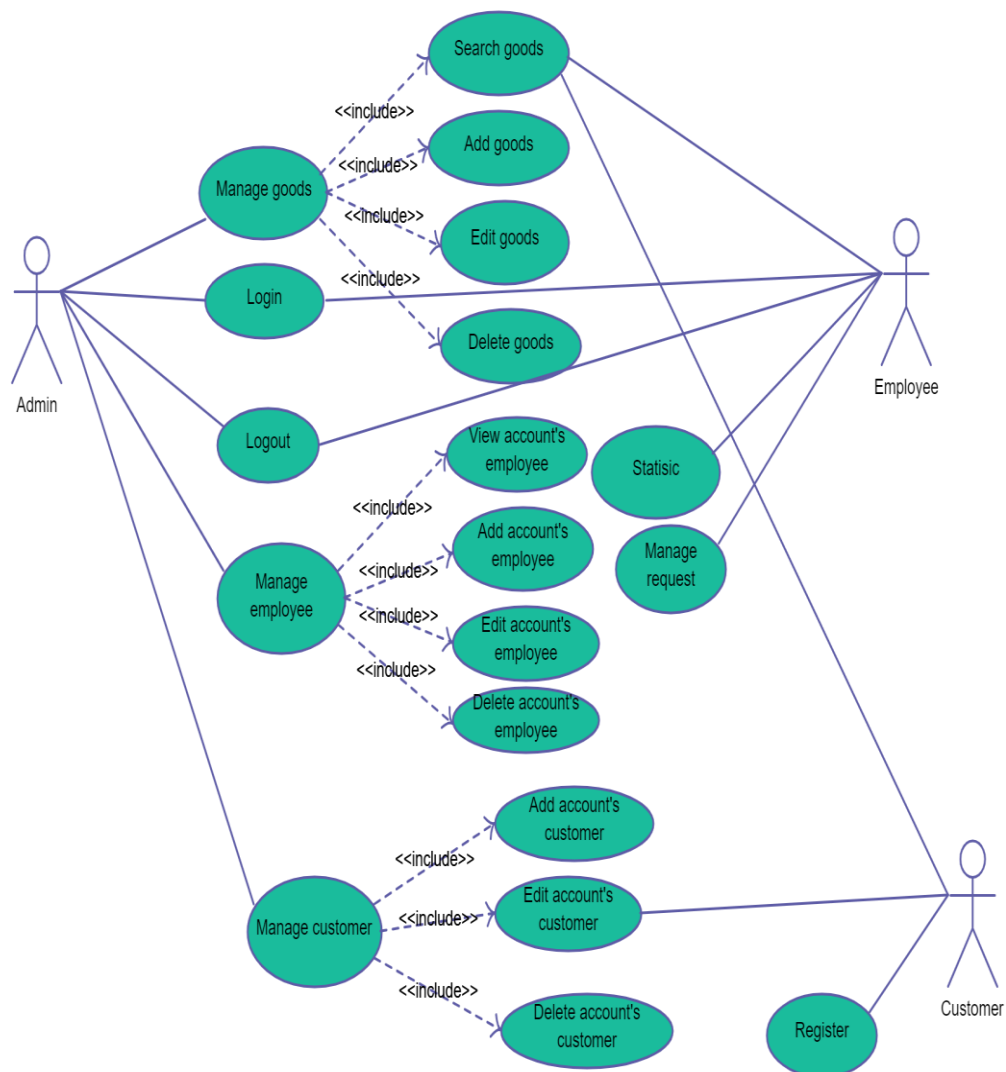 Search goods
<<include>>
Add goods
<<include>>
Manage goods
<<include>>
Edit goods
<<include>>
Login
Delete goods
Admin
Employee
Logout
View account's
employee
Statisic
<<include>>
Add account's
employee
<<include>>
Manage
request
Manage
employee
<<include>>
Edit account's
employee
<<include>>
Delete account's
employee
Add account's
customer
<<include>>
Edit account's
customer
<<include>>
Manage customer
<<include>>
Delete account's
customer
Customer
Register